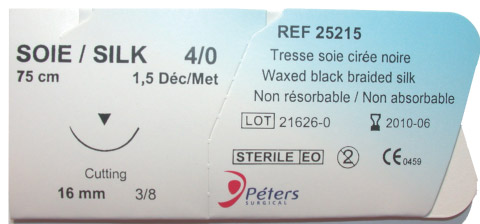 SOIE / SILK 4/0
75 cm 1,5 Déc/Met
Cutting
16 mm 3/8
REF 25215
Tresse soie cirée noire
Waxed black braided silk
Non résorbable / Non absorbable
LOT 21626-0 2010-06
STERILE EO 2 CE 0459
Péters
SURGICAL